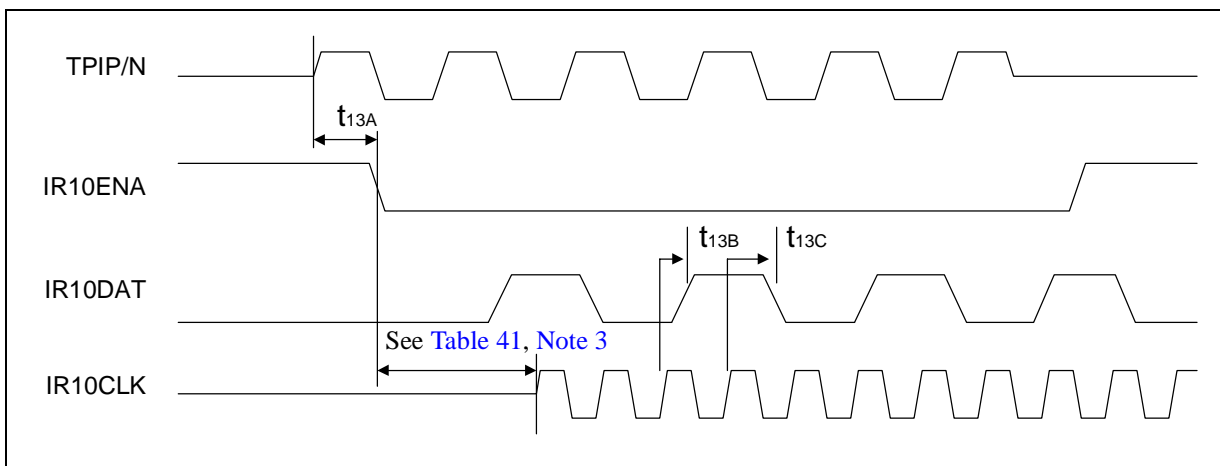 TPIP/N
t13A
IR10ENA
t13B
t13C
IR10DAT
See Table 41, Note 3
IR10CLK